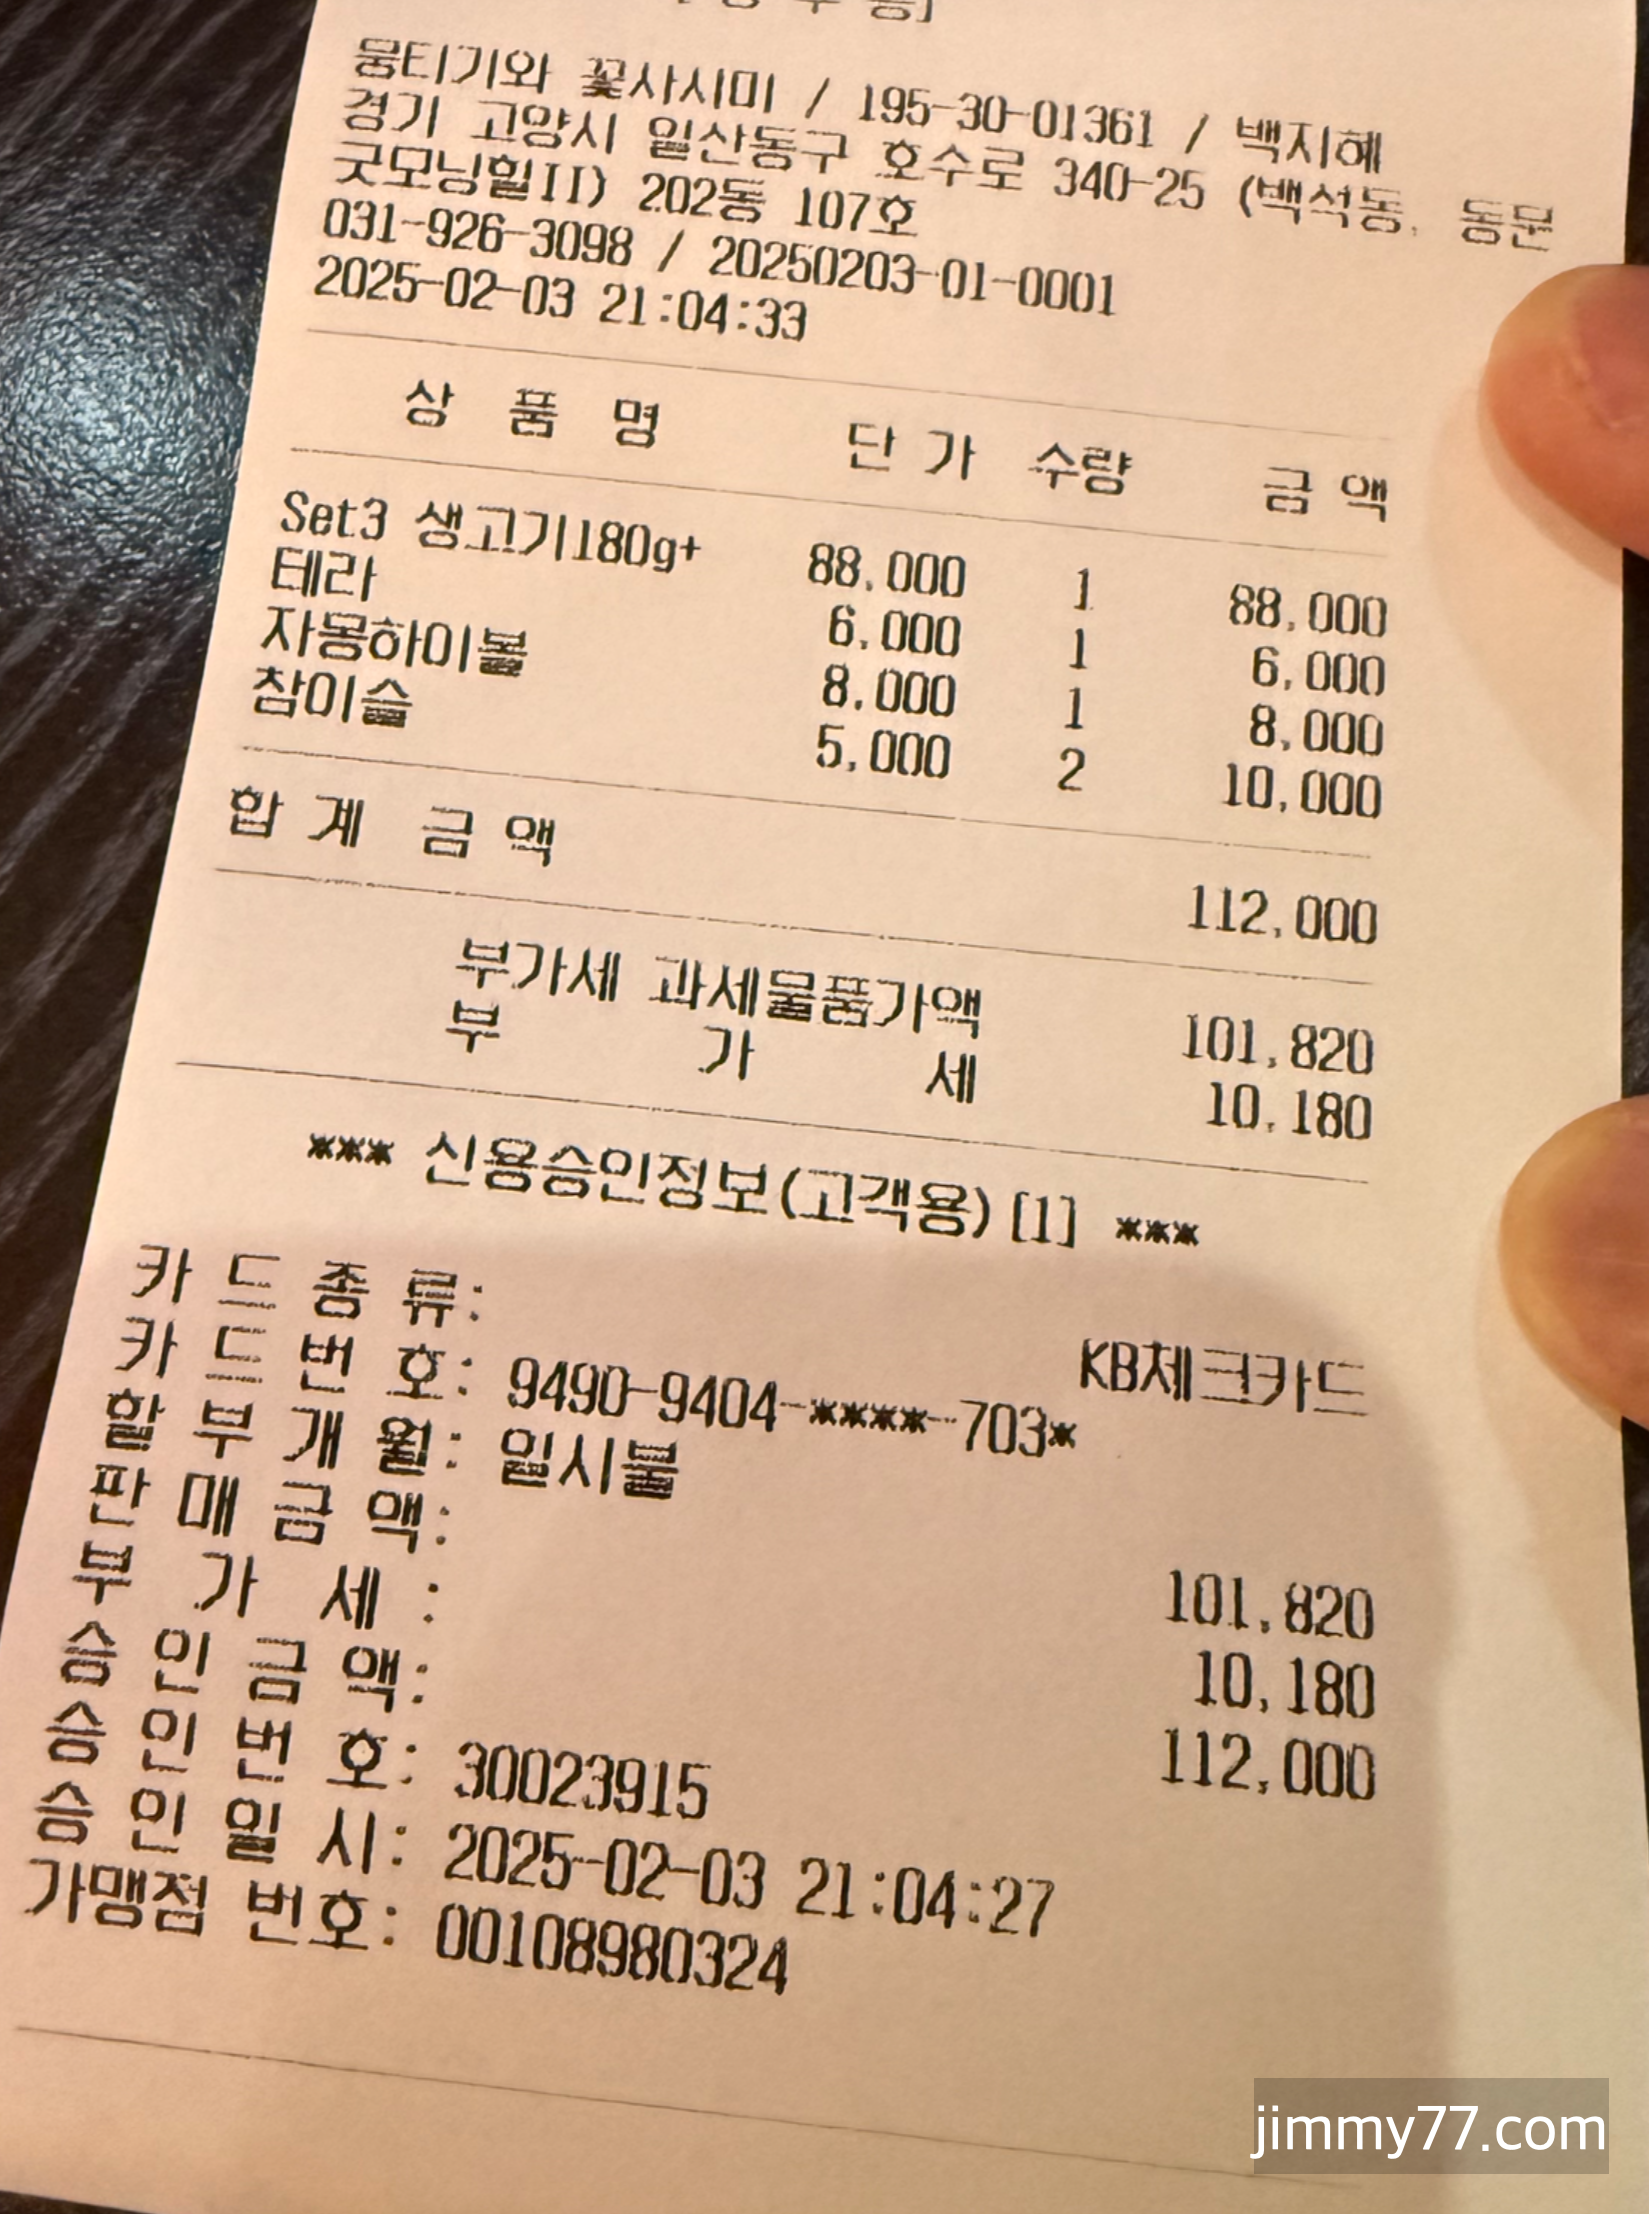 뭉티기와 꽃사시미 / 195-30-01361 / 백지혜
경기 고양시 일산동구 호수로 340-25 (백석동, 동문
굿모닝힐II) 202동 107호
031-926-3098 / 20250203-01-0001
2025-02-03 21:04:33
상 품 명 단 가 수량 금 액
Set3 생고기180g+ 88,000 1 88,000
테라 6,000 1 6,000
자몽하이볼 8,000 1 8,000
참이슬 5,000 2 10,000
합 계 금 액 112,000
부가세 과세물품가액 101,820
부 가 세 10,180
*** 신용승인정보(고객용) [1] ***
카 드 종 류: KB체크카드
카 드 번 호: 9490-9404-****-703*
할 부 개 월: 일시불
판 매 금 액: 101,820
부 가 세 : 10,180
승 인 금 액: 112,000
승 인 번 호: 30023915
승 인 일 시: 2025-02-03 21:04:27
가맹점 번호: 00108980324
jimmy77.com